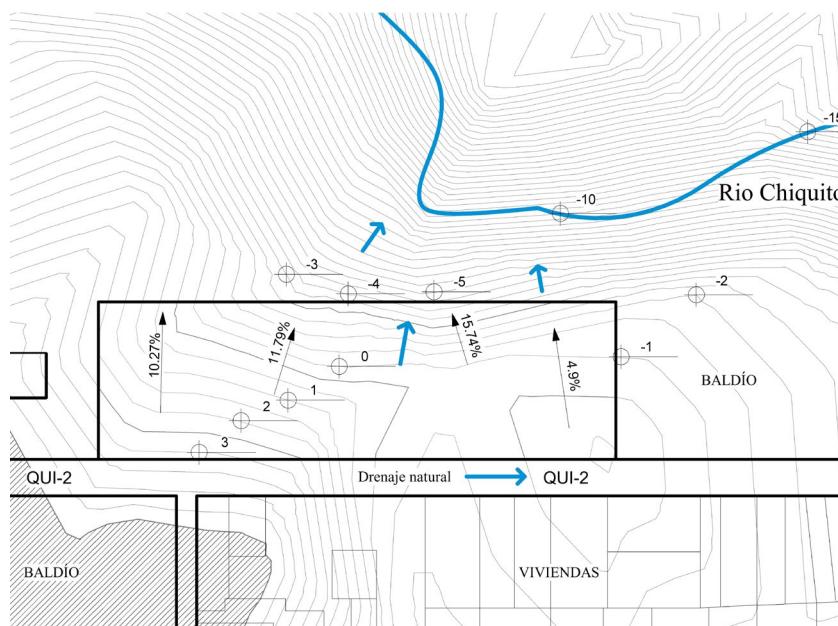 -15
Rio Chiquito
-10
-3
-4
-5
-2
10.27%
11.79%
15.74%
4.9%
0
-1
BALDÍO
1
2
3
QUI-2
Drenaje natural
QUI-2
BALDÍO
VIVIENDAS